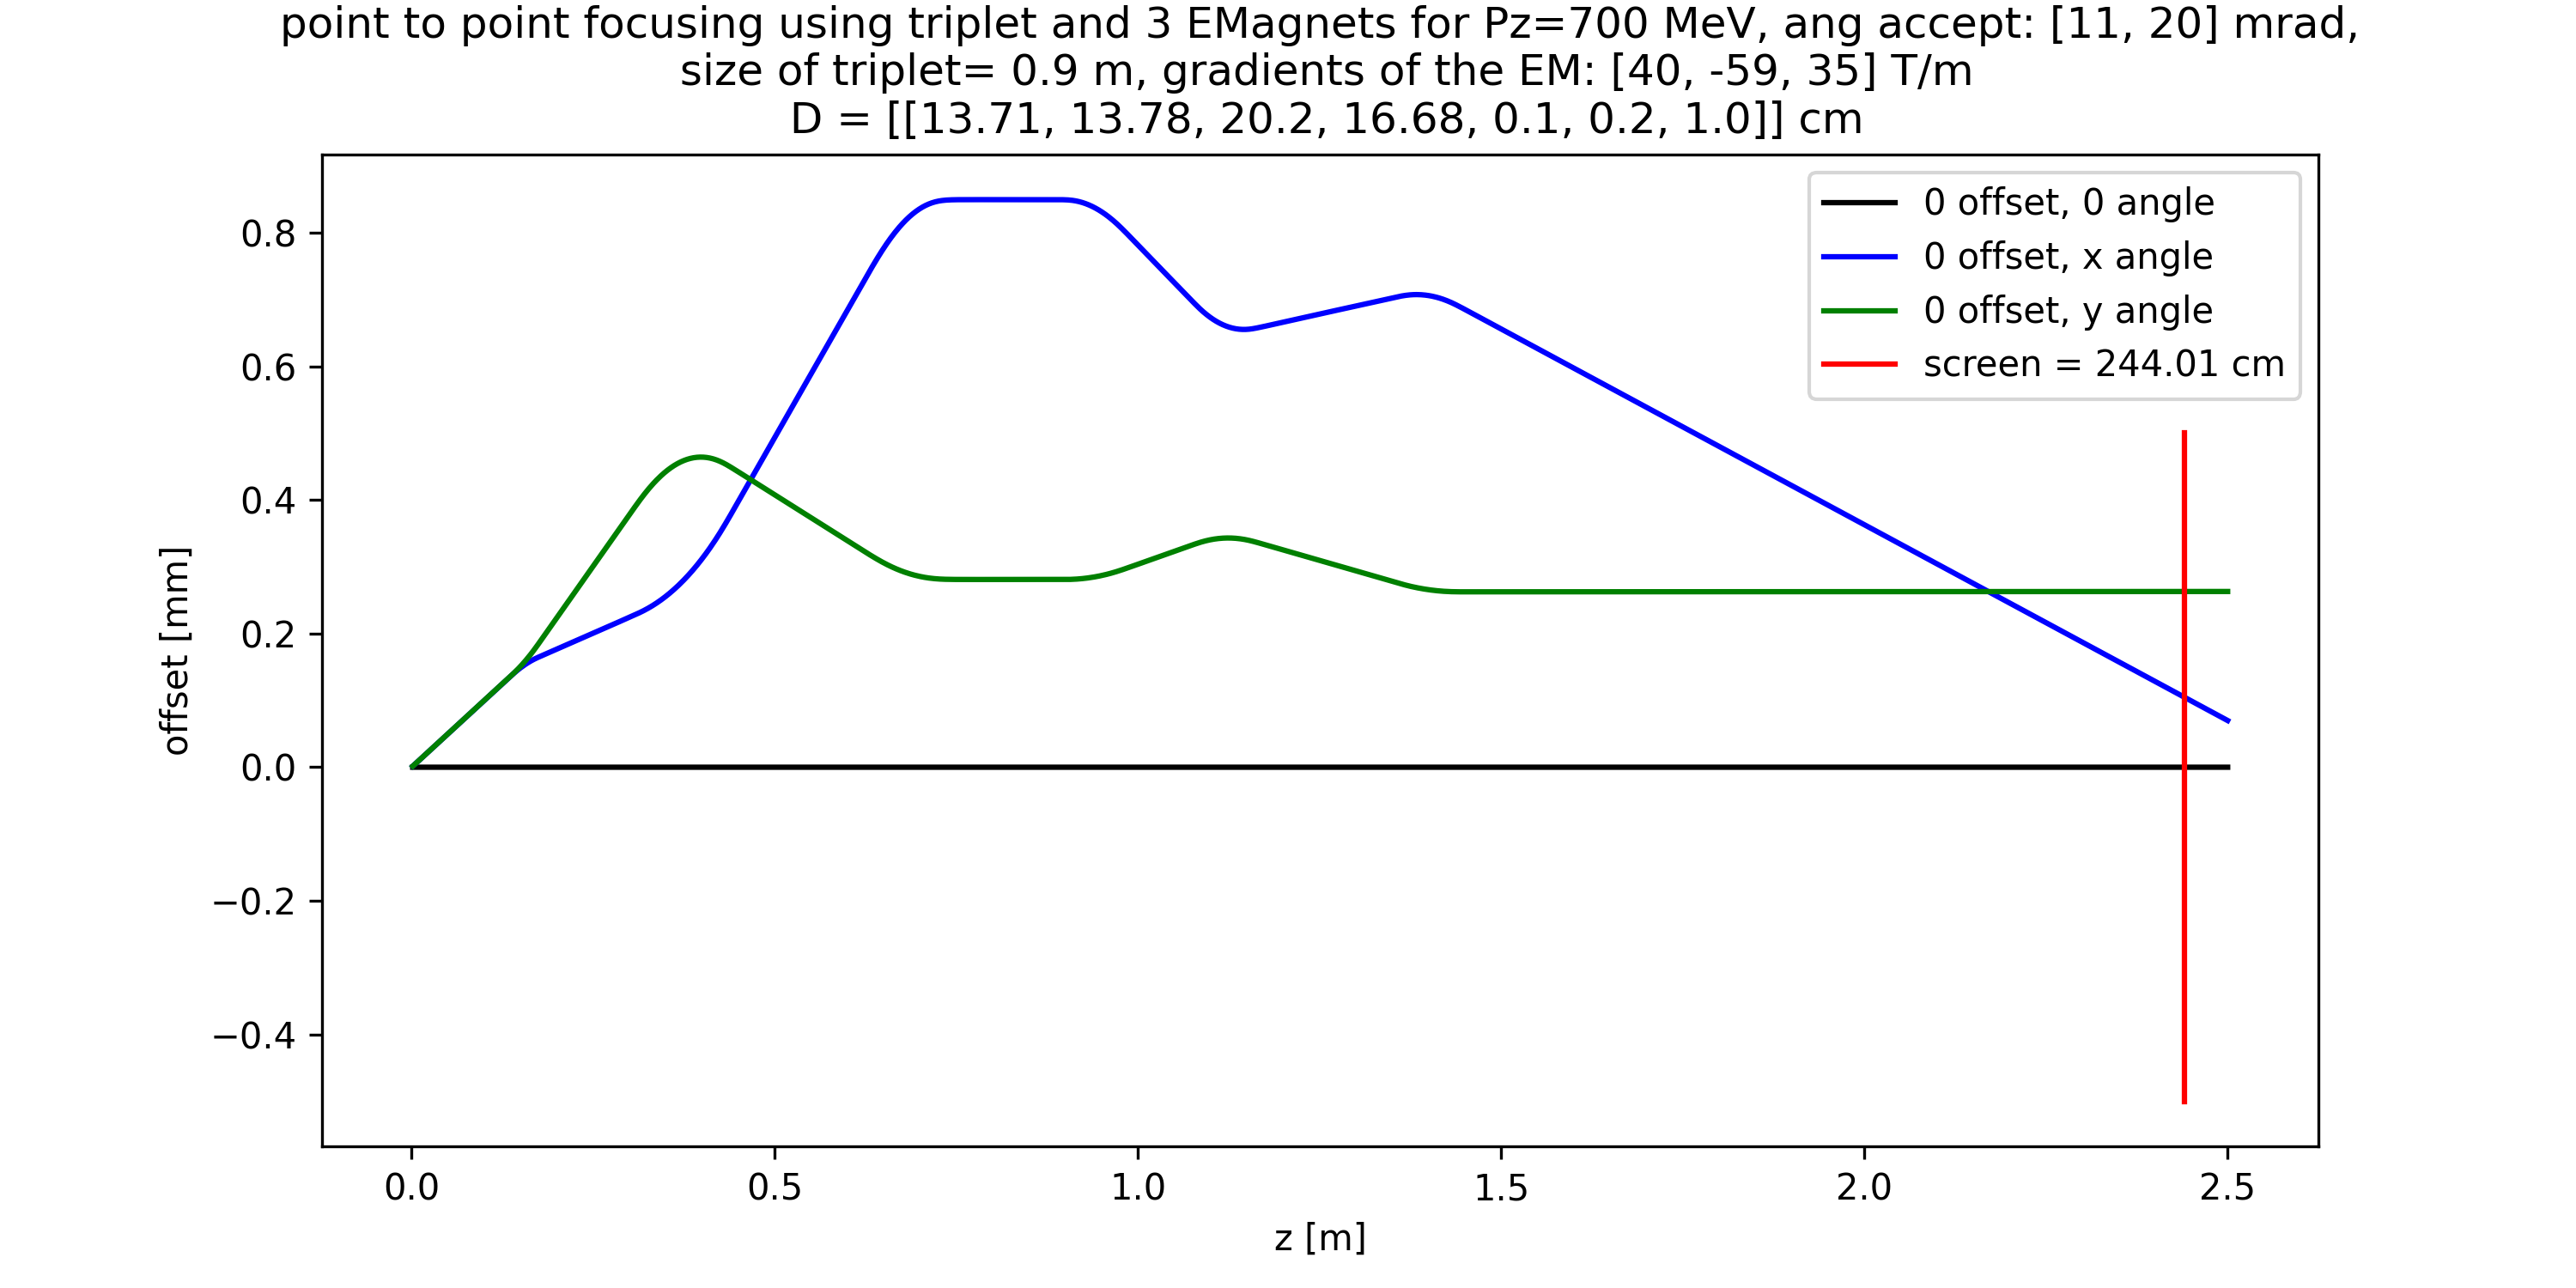 point to point focusing using triplet and 3 EMagnets for Pz=700 MeV, ang accept: [11, 20] mrad,
size of triplet= 0.9 m, gradients of the EM: [40, -59, 35] T/m
D = [[13.71, 13.78, 20.2, 16.68, 0.1, 0.2, 1.0]] cm
0 offset, 0 angle
0 offset, x angle
0 offset, y angle
screen = 244.01 cm
offset [mm]
0.8
0.6
0.4
0.2
0.0
−0.2
−0.4
0.0 0.5 1.0 1.5 2.0 2.5
z [m]